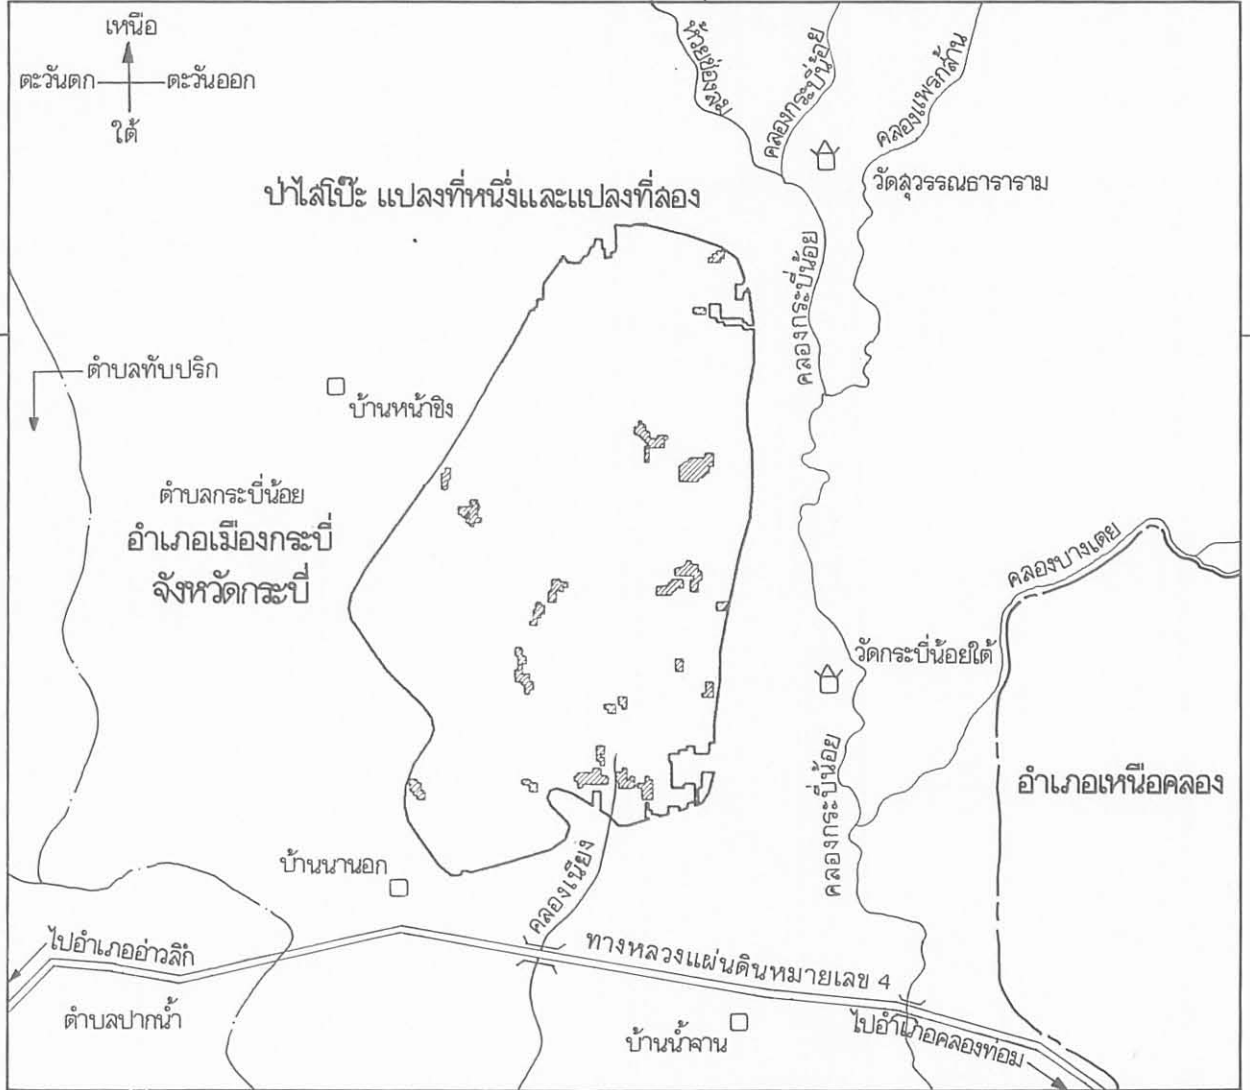 เหนือ
ตะวันตก
ตะวันออก
ใต้
ห้วยช่องลม
คลองกระบี่น้อย
คลองแพรกล้าน
วัดสุวรรณธาราราม
ป่าไสโป๊ะ แปลงที่หนึ่งและแปลงที่สอง
คลองกระบี่น้อย
ตำบลทับปริก
บ้านหน้าชิง
ตำบลกระบี่น้อย
อำเภอเมืองกระบี่
จังหวัดกระบี่
คลองบางเตย
วัดกระบี่น้อยใต้
อำเภอเหนือคลอง
คลองกระบี่น้อย
บ้านนานอก
คลองเนียง
ไปอำเภออ่าวลึก
ทางหลวงแผ่นดินหมายเลข 4
ตำบลปากน้ำ
บ้านน้ำจาน
ไปอำเภอคลองท่อม